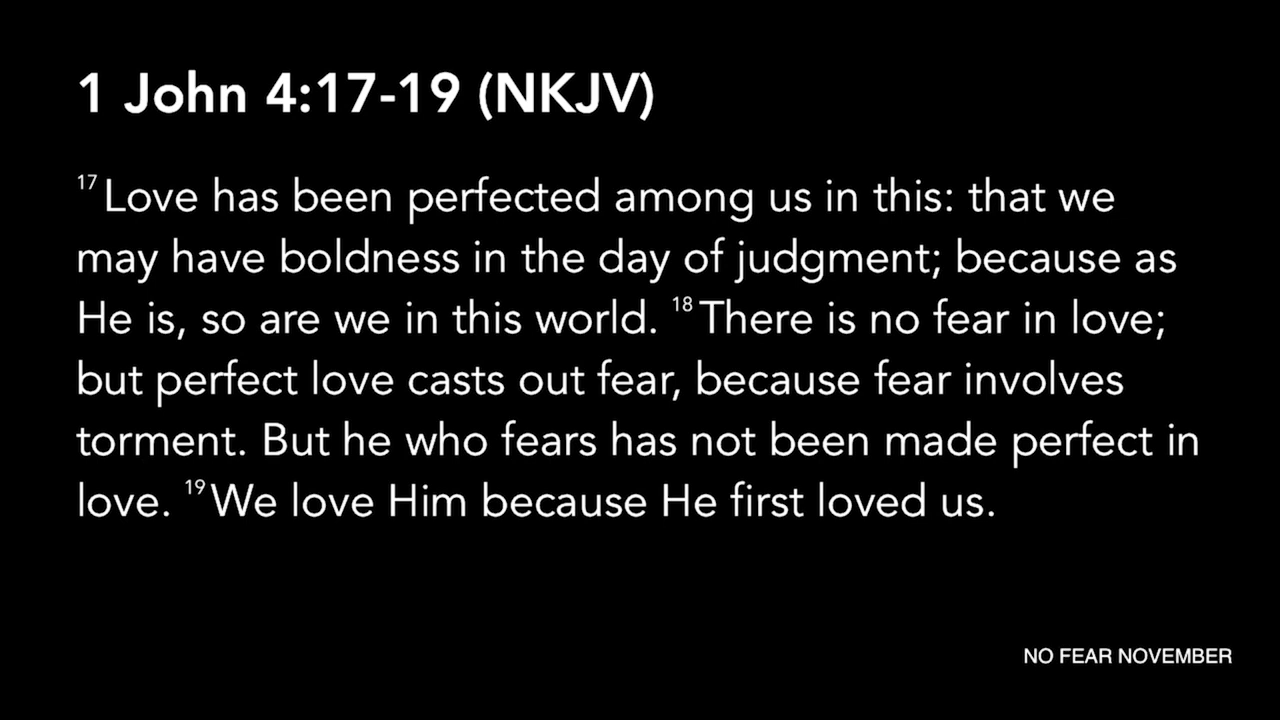 1 John 4:17-19 (NKJV)
17 Love has been perfected among us in this: that we
may have boldness in the day of judgment; because as
He is, so are we in this world. 18 There is no fear in love;
but perfect love casts out fear, because fear involves
torment. But he who fears has not been made perfect in
love. 19 We love Him because He first loved us.
NO FEAR NOVEMBER